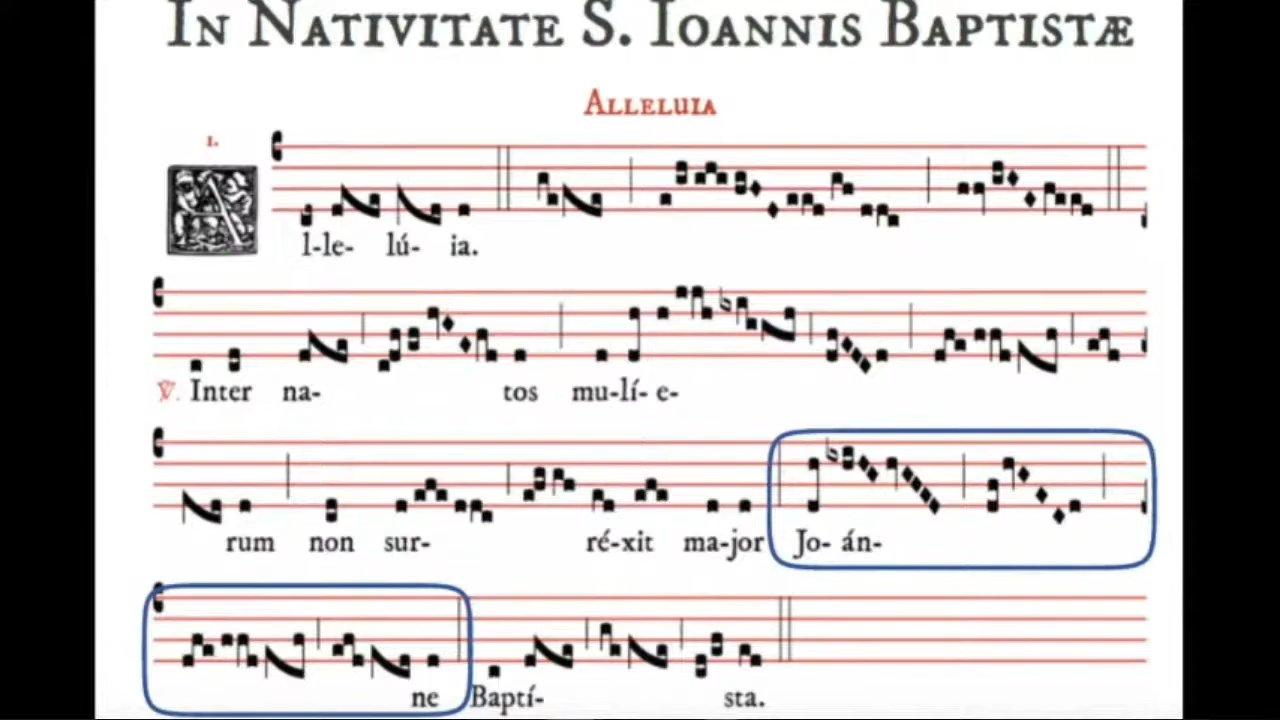 In Nativitate S. Ioannis Baptistæ
Alleluia
1.
Al-le- lú- ia.
℣. Inter na- tos mu-lí- e-
rum non sur- ré-xit ma-jor Jo- án-
ne Baptí- sta.